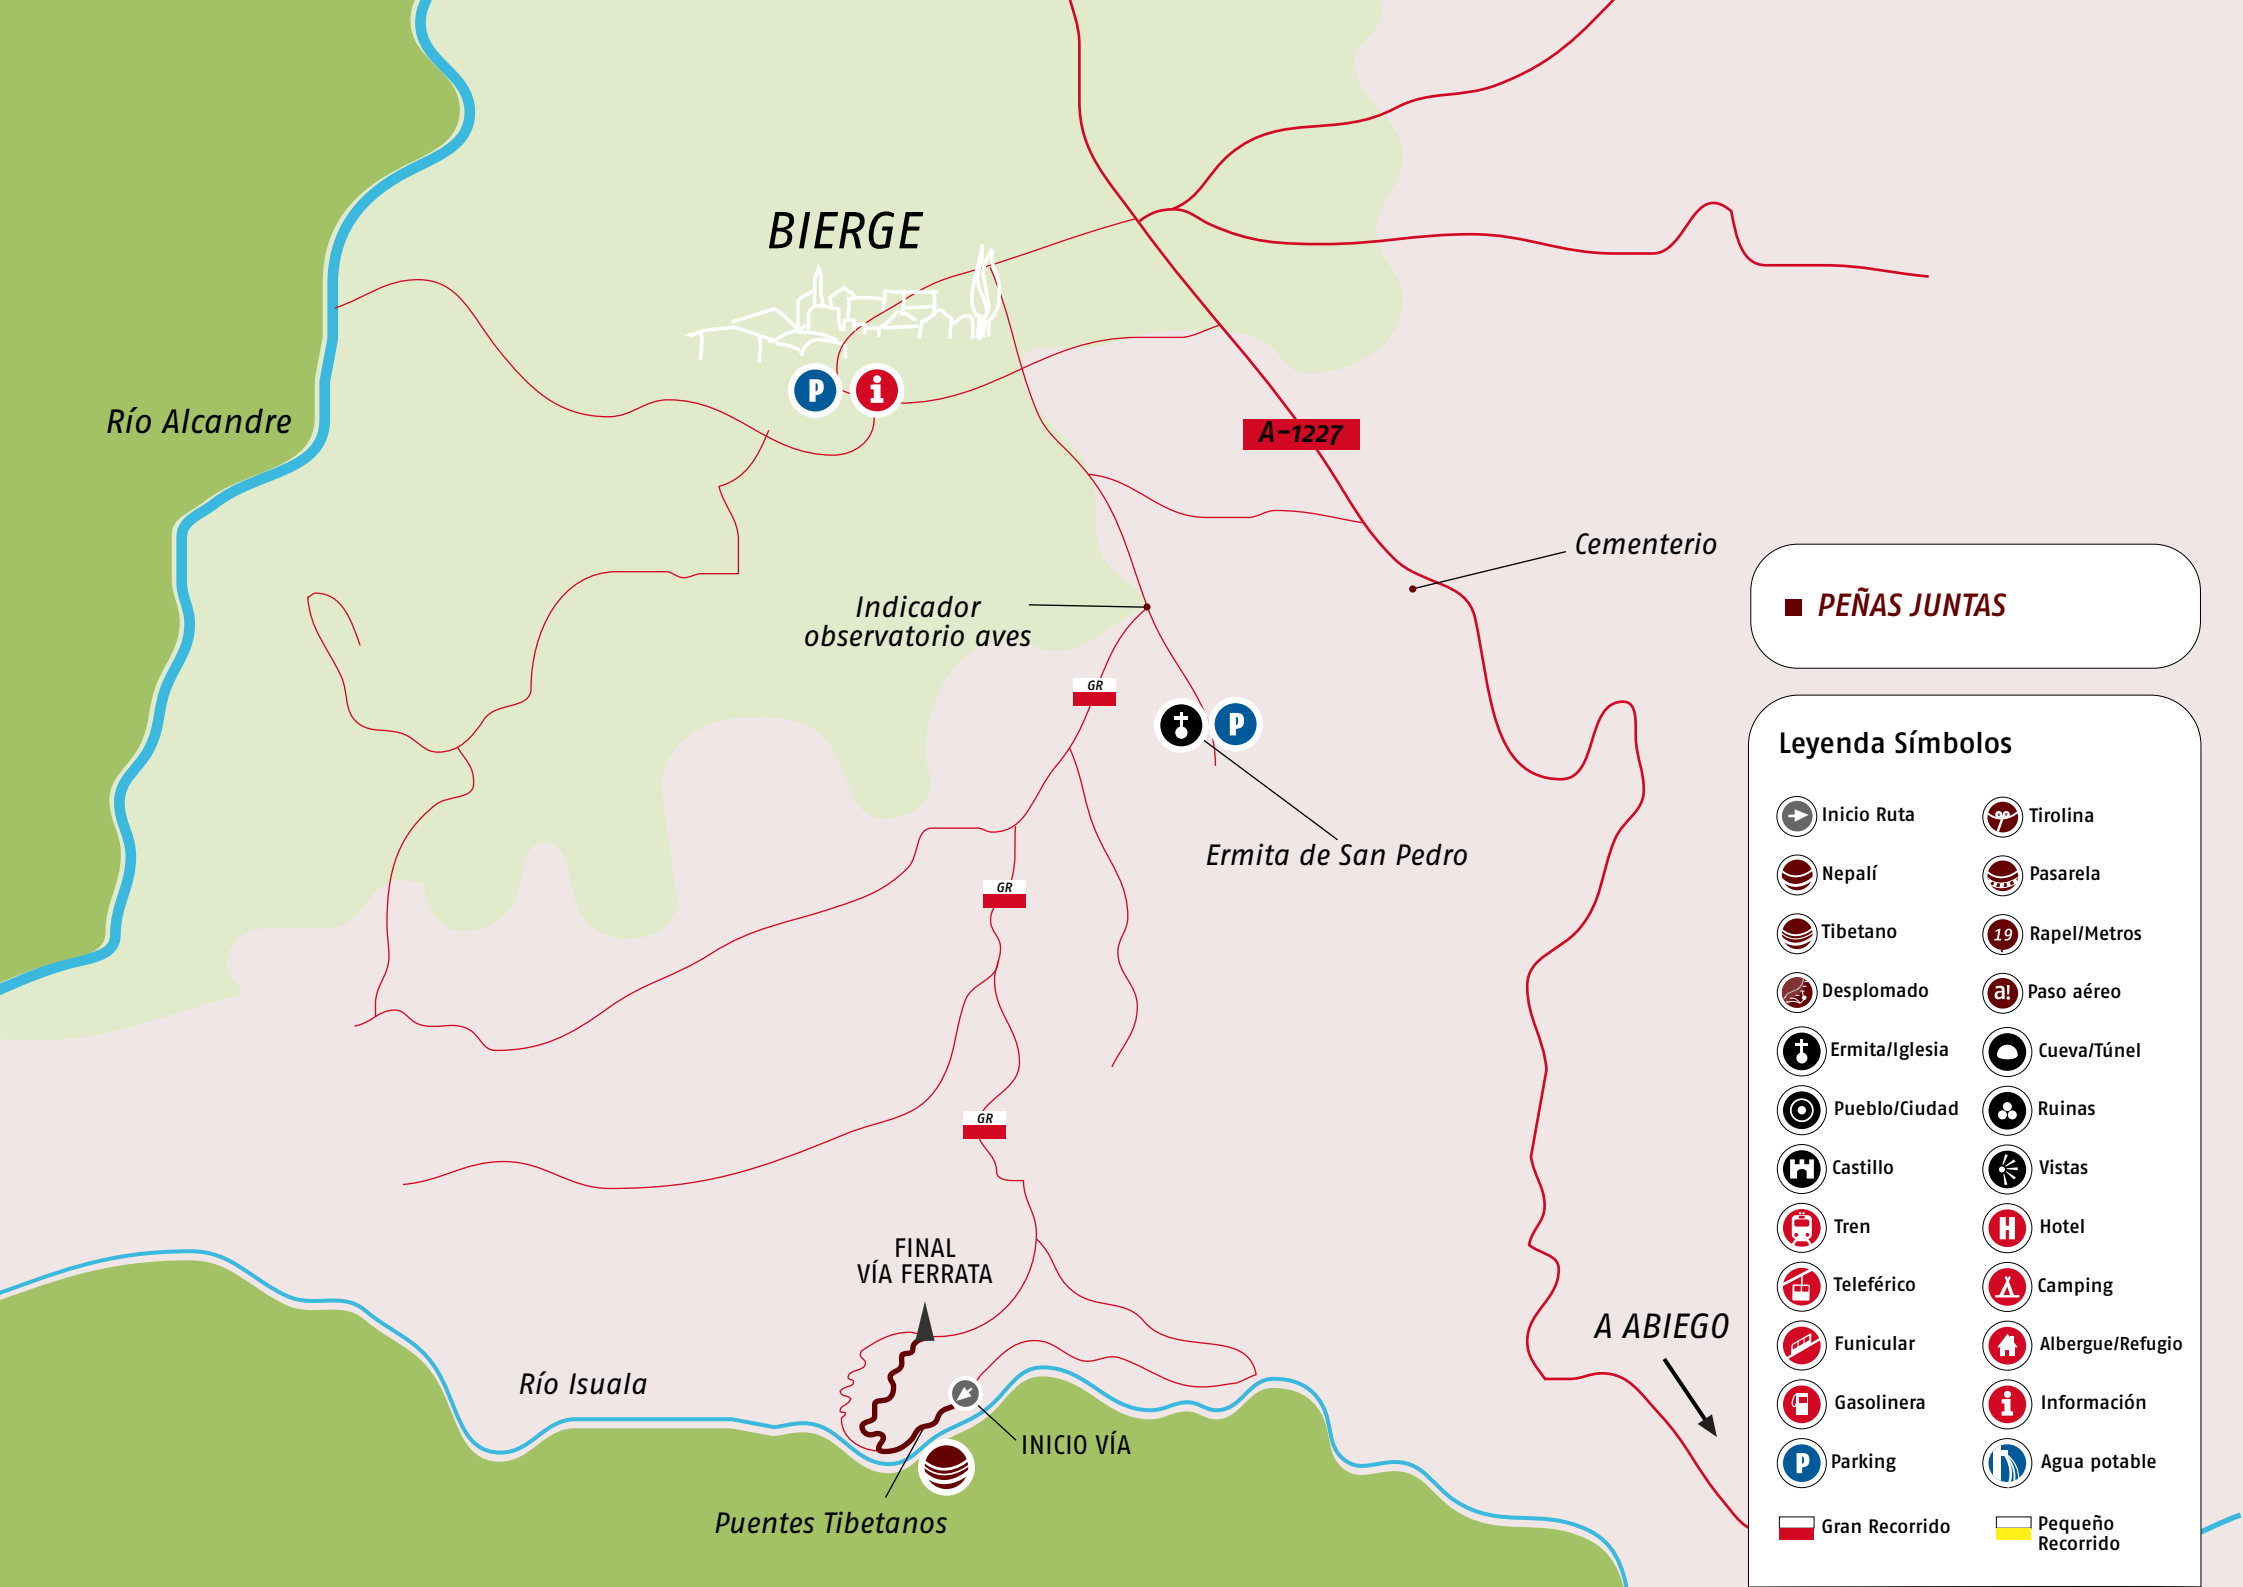 BIERGE
P
i
Río Alcandre
A-1227
Cementerio
Indicador
observatorio aves
GR
P
Ermita de San Pedro
GR
GR
FINAL
VÍA FERRATA
Río Isuala
INICIO VÍA
Puentes Tibetanos
A ABIEGO
PEÑAS JUNTAS
Leyenda Símbolos
Inicio Ruta
Tirolina
Nepalí
Pasarela
Tibetano
19 Rapel/Metros
Desplomado
a! Paso aéreo
Ermita/Iglesia
Cueva/Túnel
Pueblo/Ciudad
Ruinas
Castillo
Vistas
Tren
H Hotel
Teleférico
Camping
Funicular
Albergue/Refugio
Gasolinera
i Información
P Parking
Agua potable
Gran Recorrido
Pequeño
Recorrido